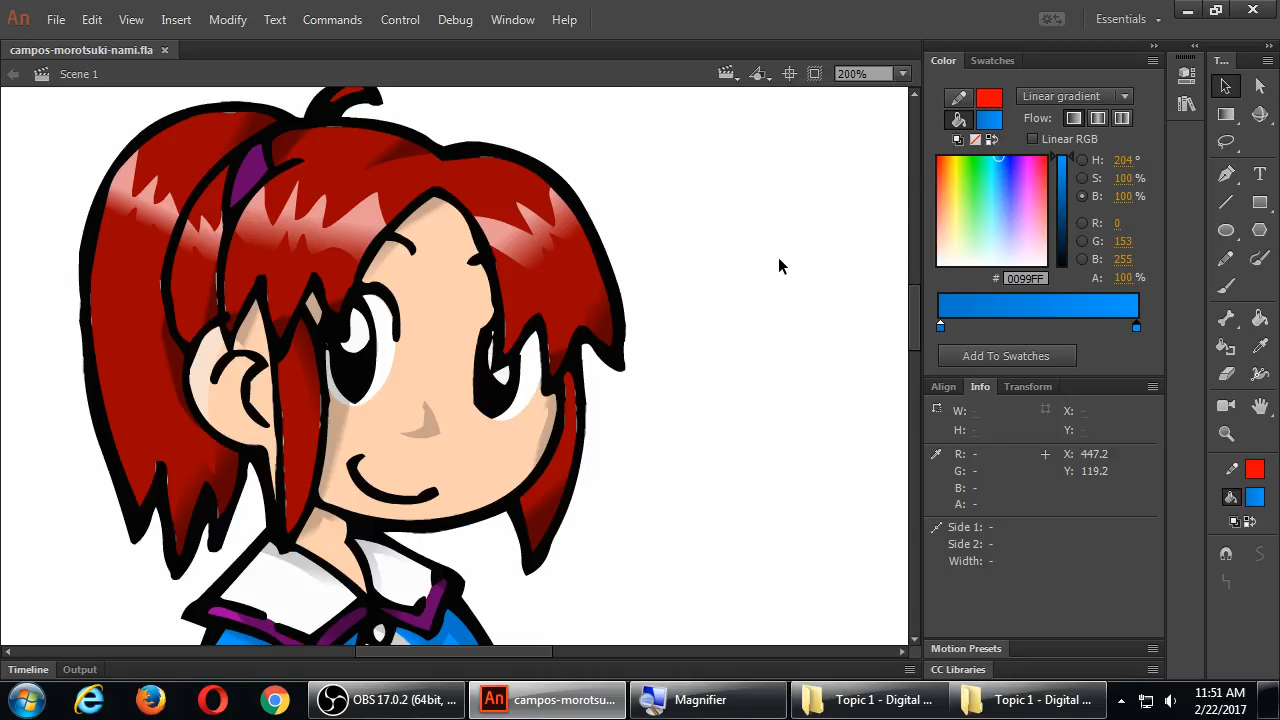 An File Edit View Insert Modify Text Commands Control Debug Window Help Essentials
campos-morotsuki-nami.fla ×
Scene 1 200%
Color Swatches
Linear gradient
Flow:
Linear RGB
H: 204 °
S: 100 %
B: 100 %
R: 0
G: 153
B: 255
# 0099FF A: 100 %
Add To Swatches
Align Info Transform
W: - X: -
H: - Y: -
R: - X: 447.2
G: - Y: 119.2
B: -
A: -
Side 1: -
Side 2: -
Width: -
Motion Presets
CC Libraries
T...
Timeline Output
OBS 17.0.2 (64bit, ... An campos-morotsu... Magnifier Topic 1 - Digital ... Topic 1 - Digital ... 11:51 AM
2/22/2017